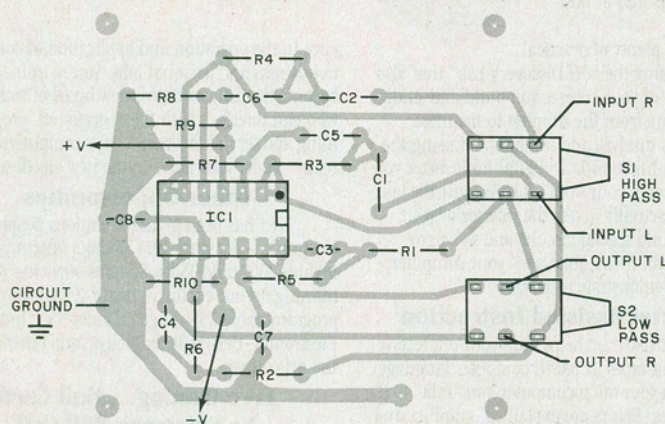 R4
R8
C6
C2
INPUT R
R9
+V
C5
R7
R3
S1
HIGH
PASS
C1
IC1
C8
INPUT L
OUTPUT L
C3
R1
R5
R10
CIRCUIT
GROUND
C4
S2
LOW
PASS
C7
R6
R2
OUTPUT R
-V